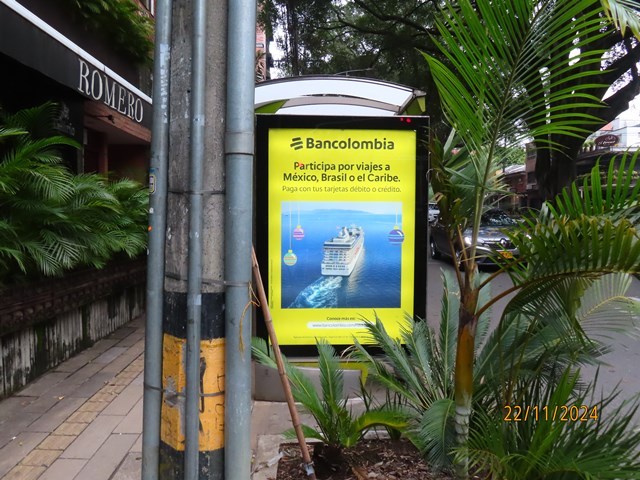 ROMERO
Bancolombia
Participa por viajes a
México, Brasil o el Caribe.
Paga con tus tarjetas débito o crédito.
22/11/2024